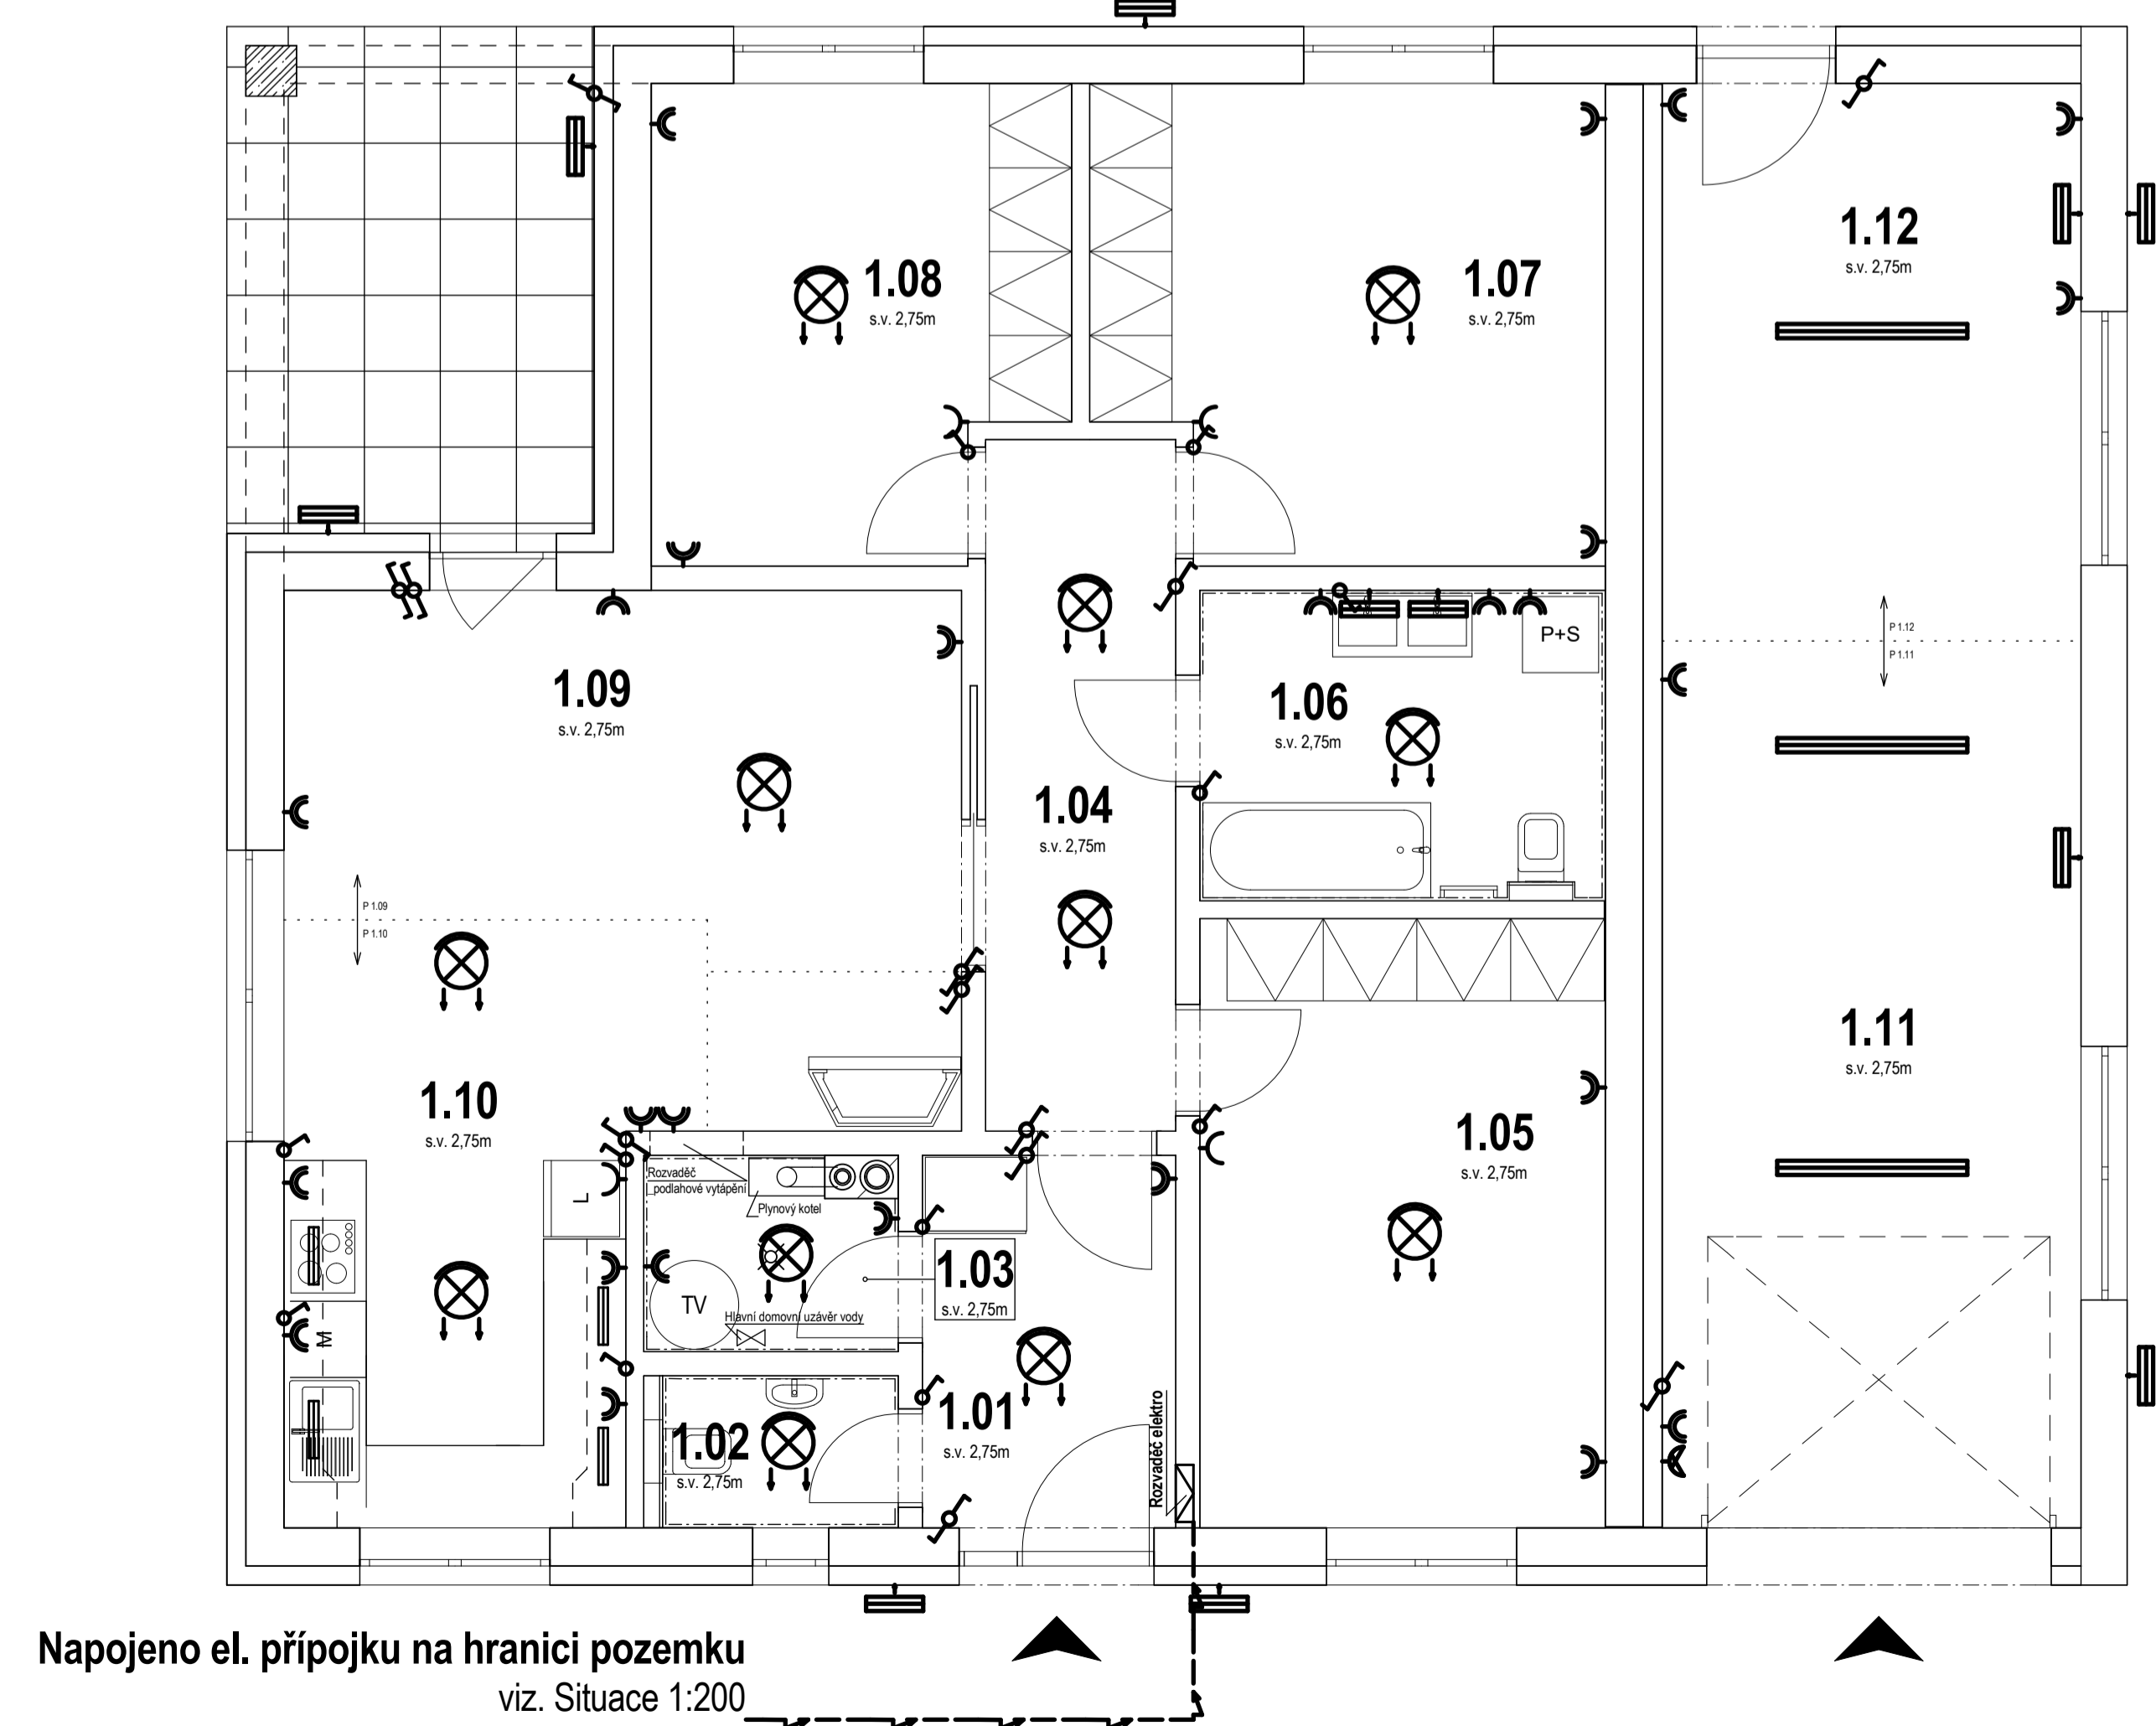 1.08
s.v. 2,75m
1.07
s.v. 2,75m
1.12
s.v. 2,75m
P+S
P 1.12
P 1.11
1.09
s.v. 2,75m
1.06
s.v. 2,75m
1.04
s.v. 2,75m
P 1.09
P 1.10
1.11
s.v. 2,75m
1.10
s.v. 2,75m
1.05
s.v. 2,75m
Rozvaděč
podlahové vytápění
L
Plynový kotel
1.03
s.v. 2,75m
TV
Hlavní domovní uzávěr vody
M
1.01
s.v. 2,75m
1.02
s.v. 2,75m
Rozvaděč elektro
Napojeno el. přípojku na hranici pozemku
viz. Situace 1:200